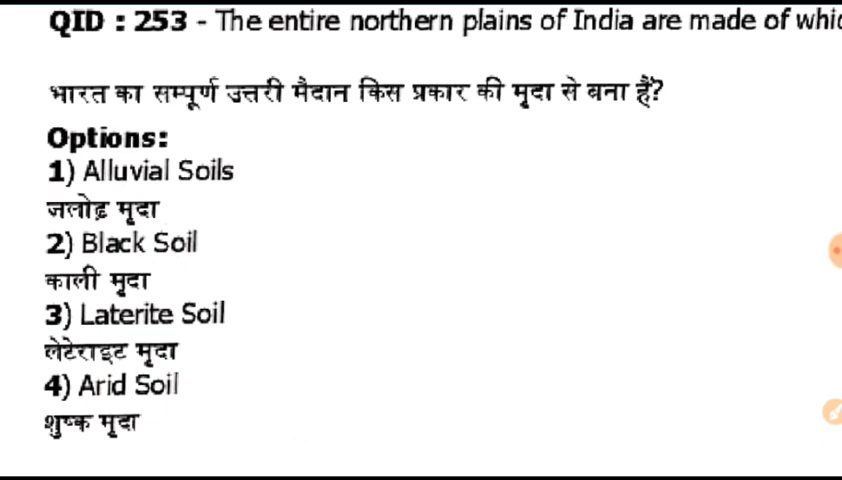 QID : 253 - The entire northern plains of India are made of
भारत का सम्पूर्ण उत्तरी मैदान किस प्रकार की मृदा से बना हैं?
Options:
1) Alluvial Soils
जलोढ़ मृदा
2) Black Soil
काली मृदा
3) Laterite Soil
लेटेराइट मृदा
4) Arid Soil
शुष्क मृदा